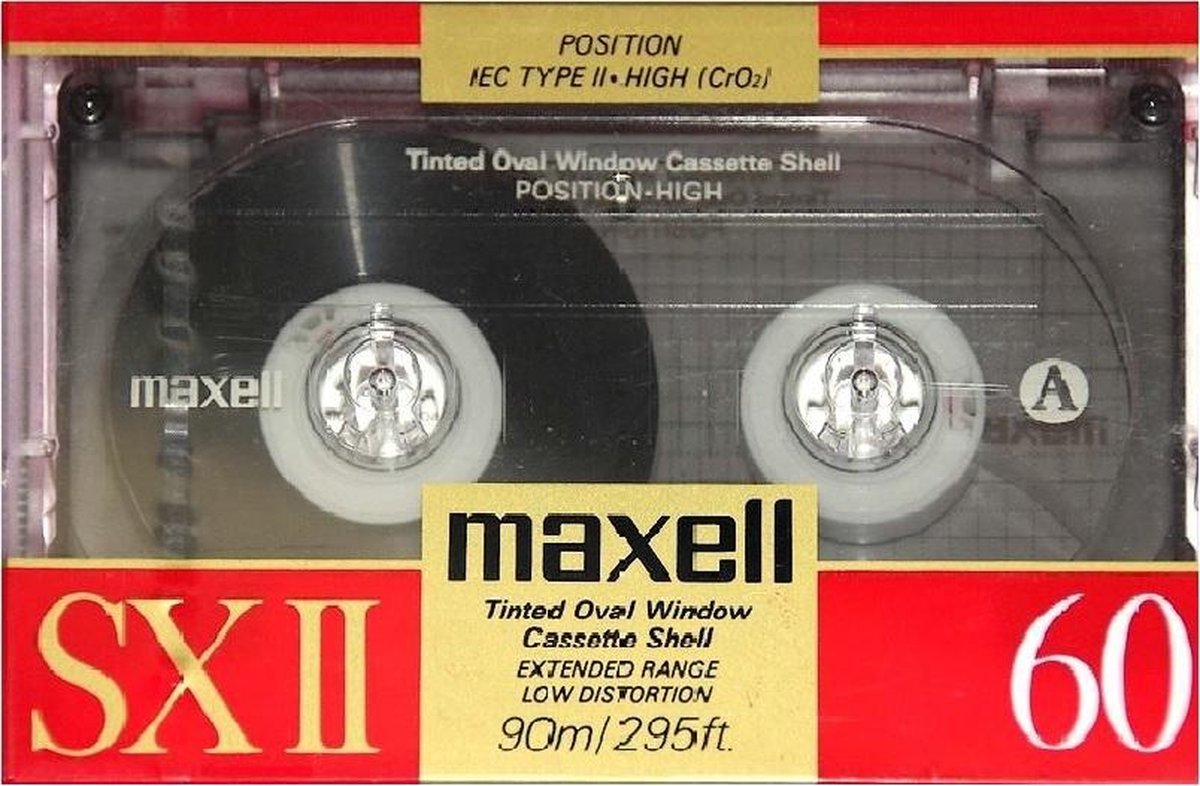 POSITION
IEC TYPE II•HIGH (CrO₂)
Tinted Oval Window Cassette Shell
POSITION-HIGH
maxell
A
maxell
Tinted Oval Window
Cassette Shell
EXTENDED RANGE
LOW DISTORTION
90m/295ft.
SX II
60